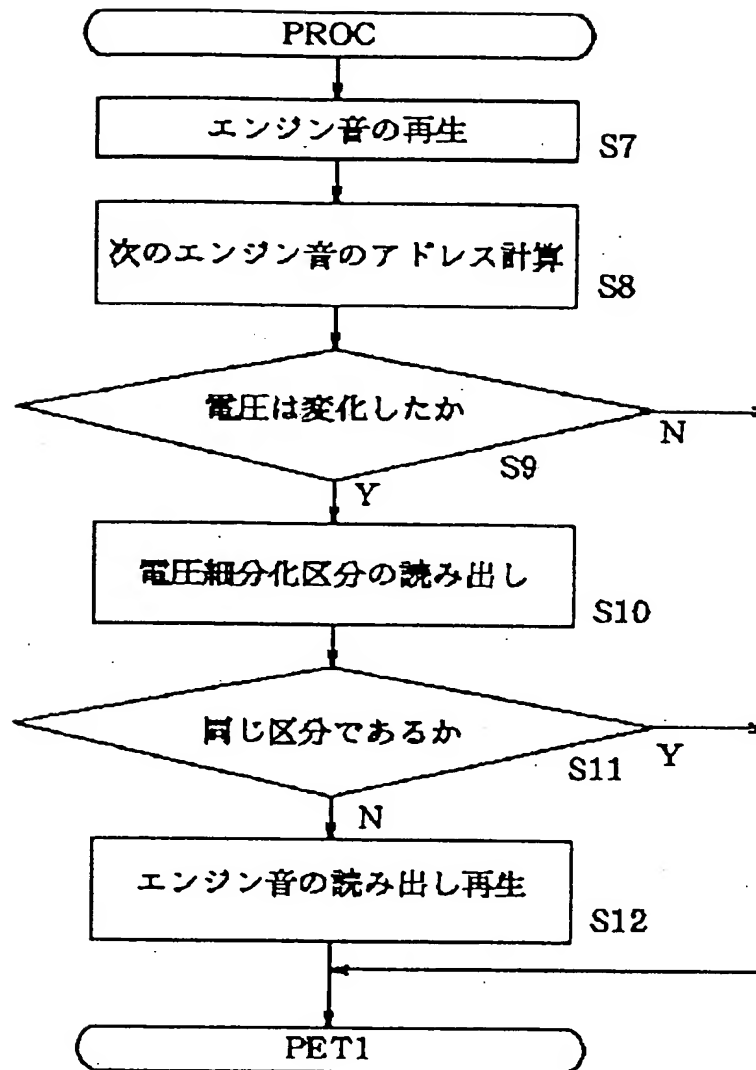 PROC
エンジン音の再生
S7
次のエンジン音のアドレス計算
S8
電圧は変化したか
N
S9
Y
電圧細分化区分の読み出し
S10
同じ区分であるか
S11
Y
N
エンジン音の読み出し再生
S12
PET1